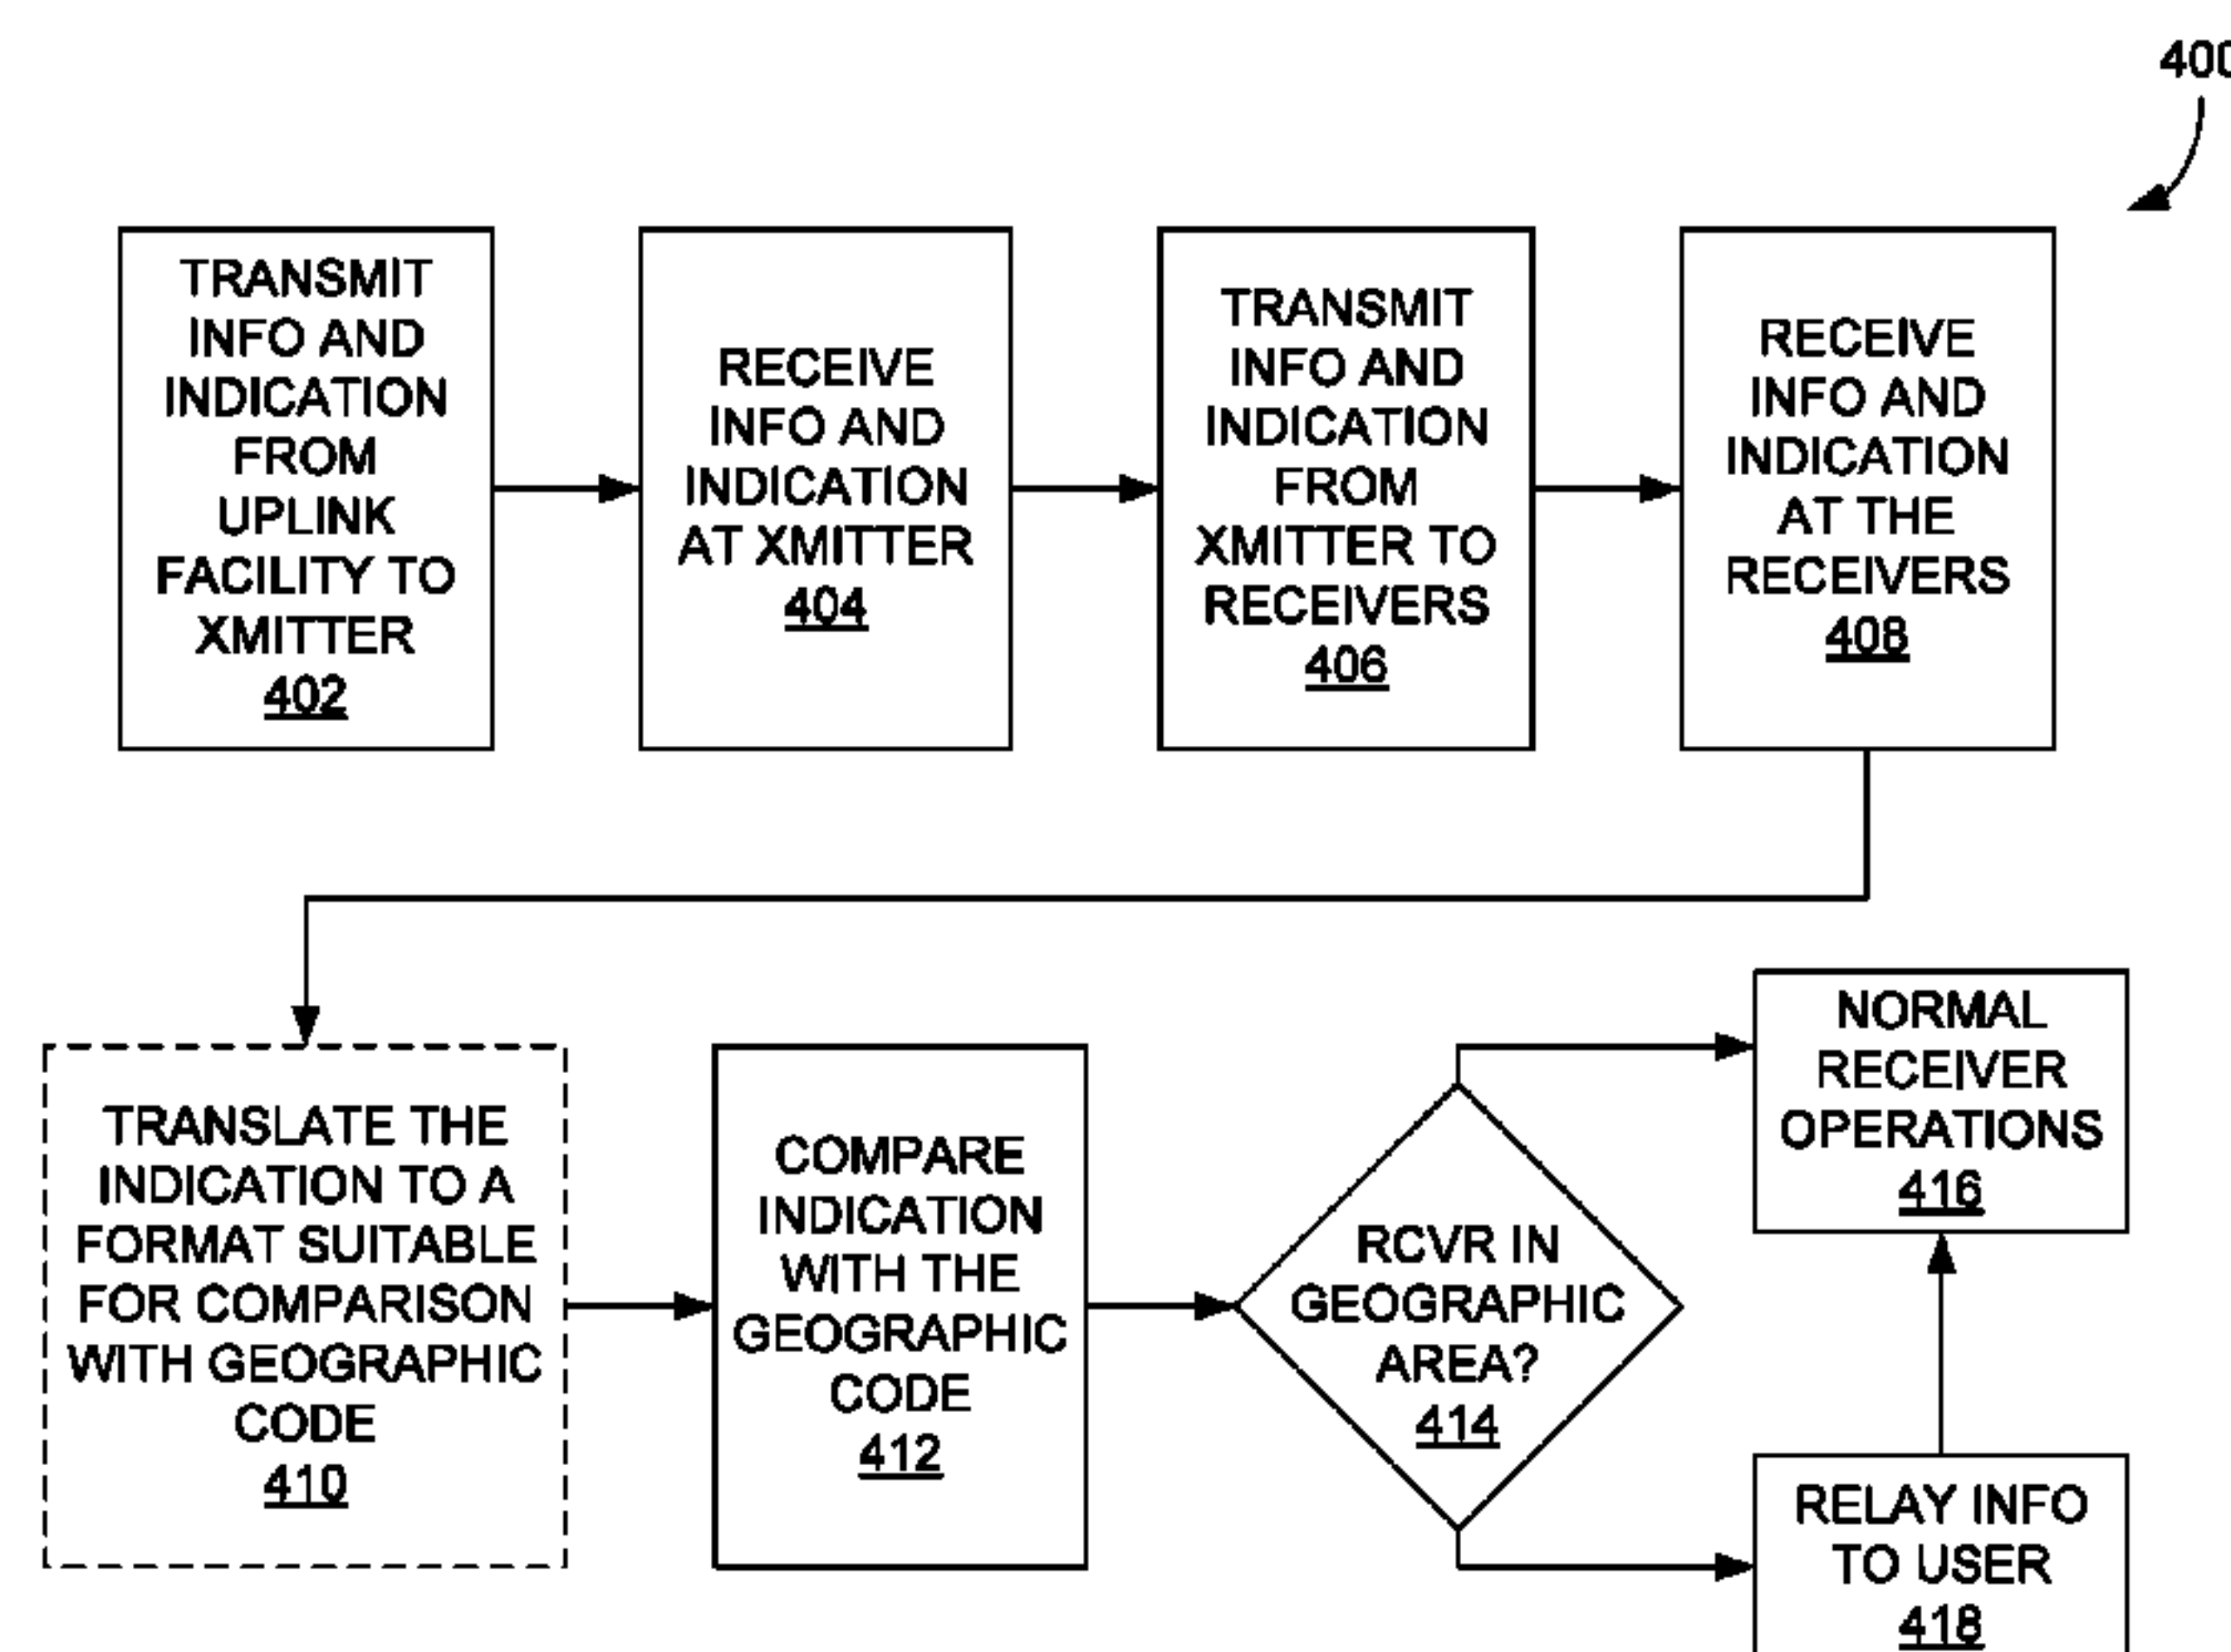 400
TRANSMIT
INFO AND
INDICATION
FROM
UPLINK
FACILITY TO
XMITTER
402
RECEIVE
INFO AND
INDICATION
AT XMITTER
404
TRANSMIT
INFO AND
INDICATION
FROM
XMITTER TO
RECEIVERS
406
RECEIVE
INFO AND
INDICATION
AT THE
RECEIVERS
408
TRANSLATE THE
INDICATION TO A
FORMAT SUITABLE
FOR COMPARISON
WITH GEOGRAPHIC
CODE
410
COMPARE
INDICATION
WITH THE
GEOGRAPHIC
CODE
412
RCVR IN
GEOGRAPHIC
AREA?
414
NORMAL
RECEIVER
OPERATIONS
416
RELAY INFO
TO USER
418